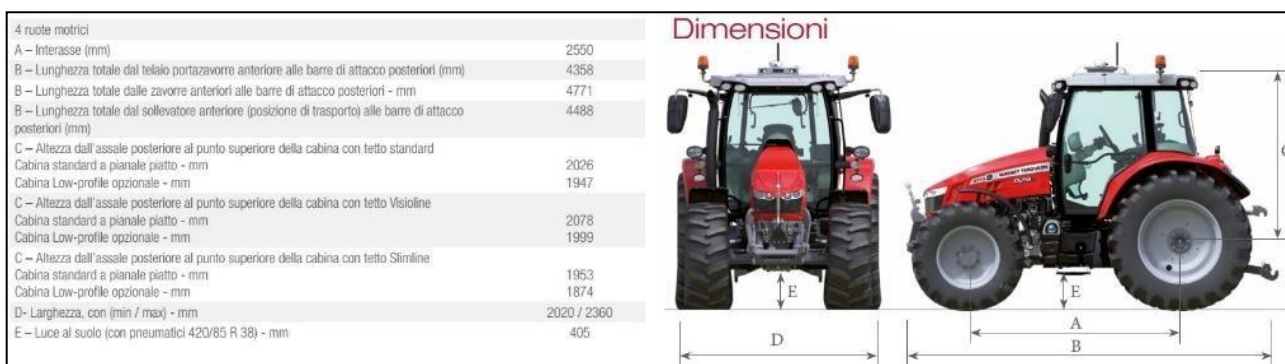 4 ruote motrici
A – Interasse (mm) 2550
B – Lunghezza totale dal telaio portazavorre anteriore alle barre di attacco posteriori (mm) 4358
B – Lunghezza totale dalle zavorre anteriori alle barre di attacco posteriori - mm 4771
B – Lunghezza totale dal sollevatore anteriore (posizione di trasporto) alle barre di attacco 4488
posteriori (mm)
C – Altezza dall'assale posteriore al punto superiore della cabina con tetto standard
Cabina standard a pianale piatto - mm 2026
Cabina Low-profile opzionale - mm 1947
C – Altezza dall'assale posteriore al punto superiore della cabina con tetto Visioline
Cabina standard a pianale piatto - mm 2078
Cabina Low-profile opzionale - mm 1999
C – Altezza dall'assale posteriore al punto superiore della cabina con tetto Slimline
Cabina standard a pianale piatto - mm 1953
Cabina Low-profile opzionale - mm 1874
D- Larghezza, con (min / max) - mm 2020 / 2360
E – Luce al suolo (con pneumatici 420/85 R 38) - mm 405
Dimensioni
MASSEY FERGUSON
E
E
A
D
B